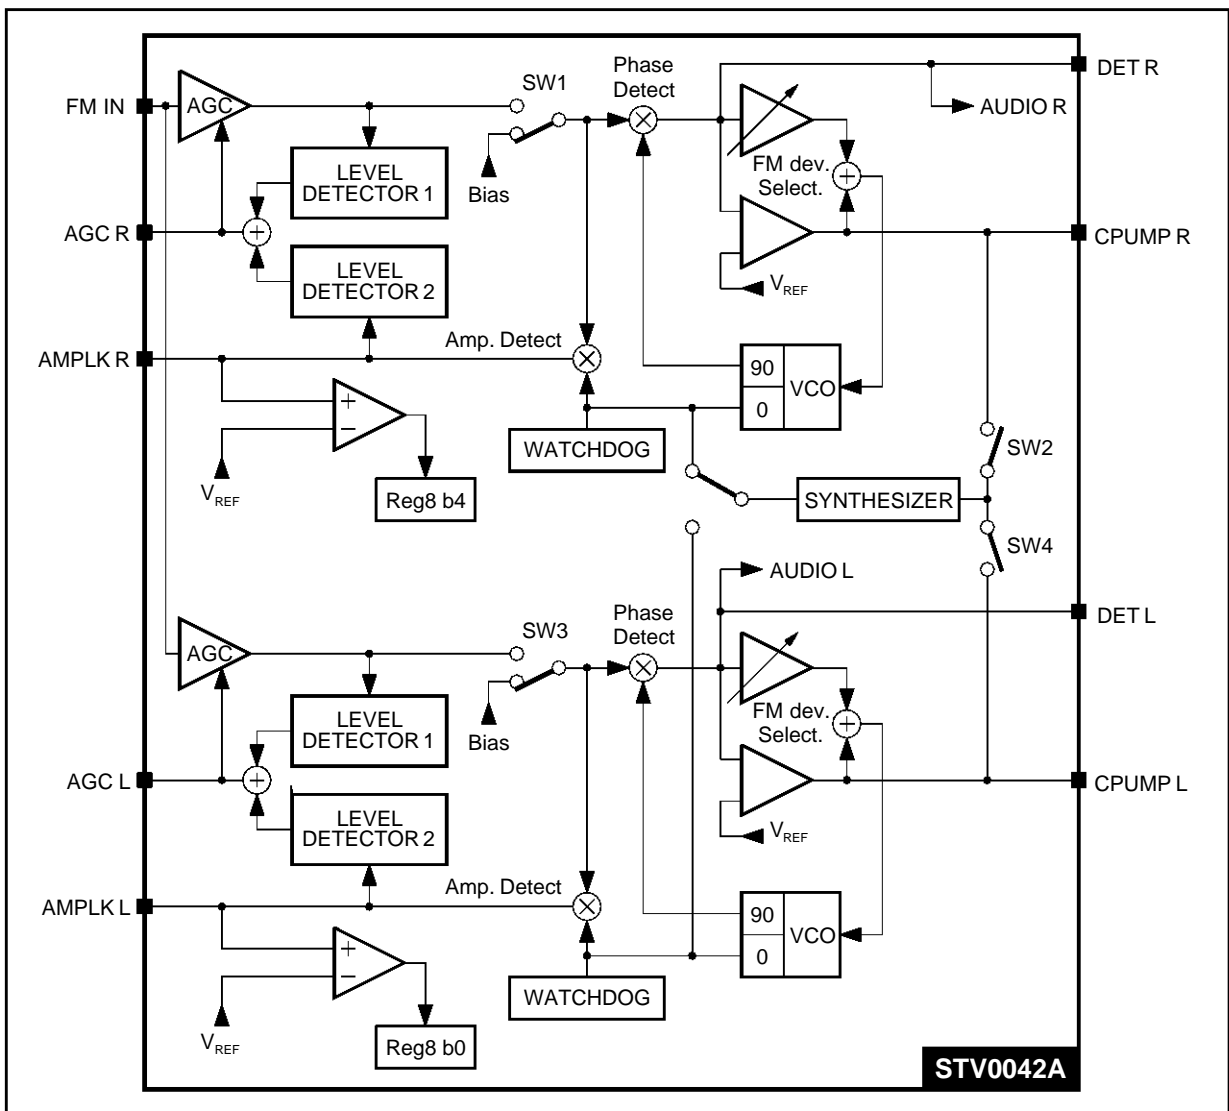 Phase
Detect
DET R
SW1
FM IN
AGC
AUDIO R
FM dev.
Select.
LEVEL
DETECTOR 1
Bias
AGC R
CPUMP R
LEVEL
DETECTOR 2
VREF
Amp. Detect
AMPLK R
90
VCO
0
+
−
WATCHDOG
SW2
VREF
Reg8 b4
SYNTHESIZER
SW4
AUDIO L
Phase
Detect
DET L
SW3
AGC
FM dev.
Select.
LEVEL
DETECTOR 1
Bias
AGC L
CPUMP L
LEVEL
DETECTOR 2
VREF
Amp. Detect
AMPLK L
90
VCO
0
+
−
WATCHDOG
VREF
Reg8 b0
STV0042A